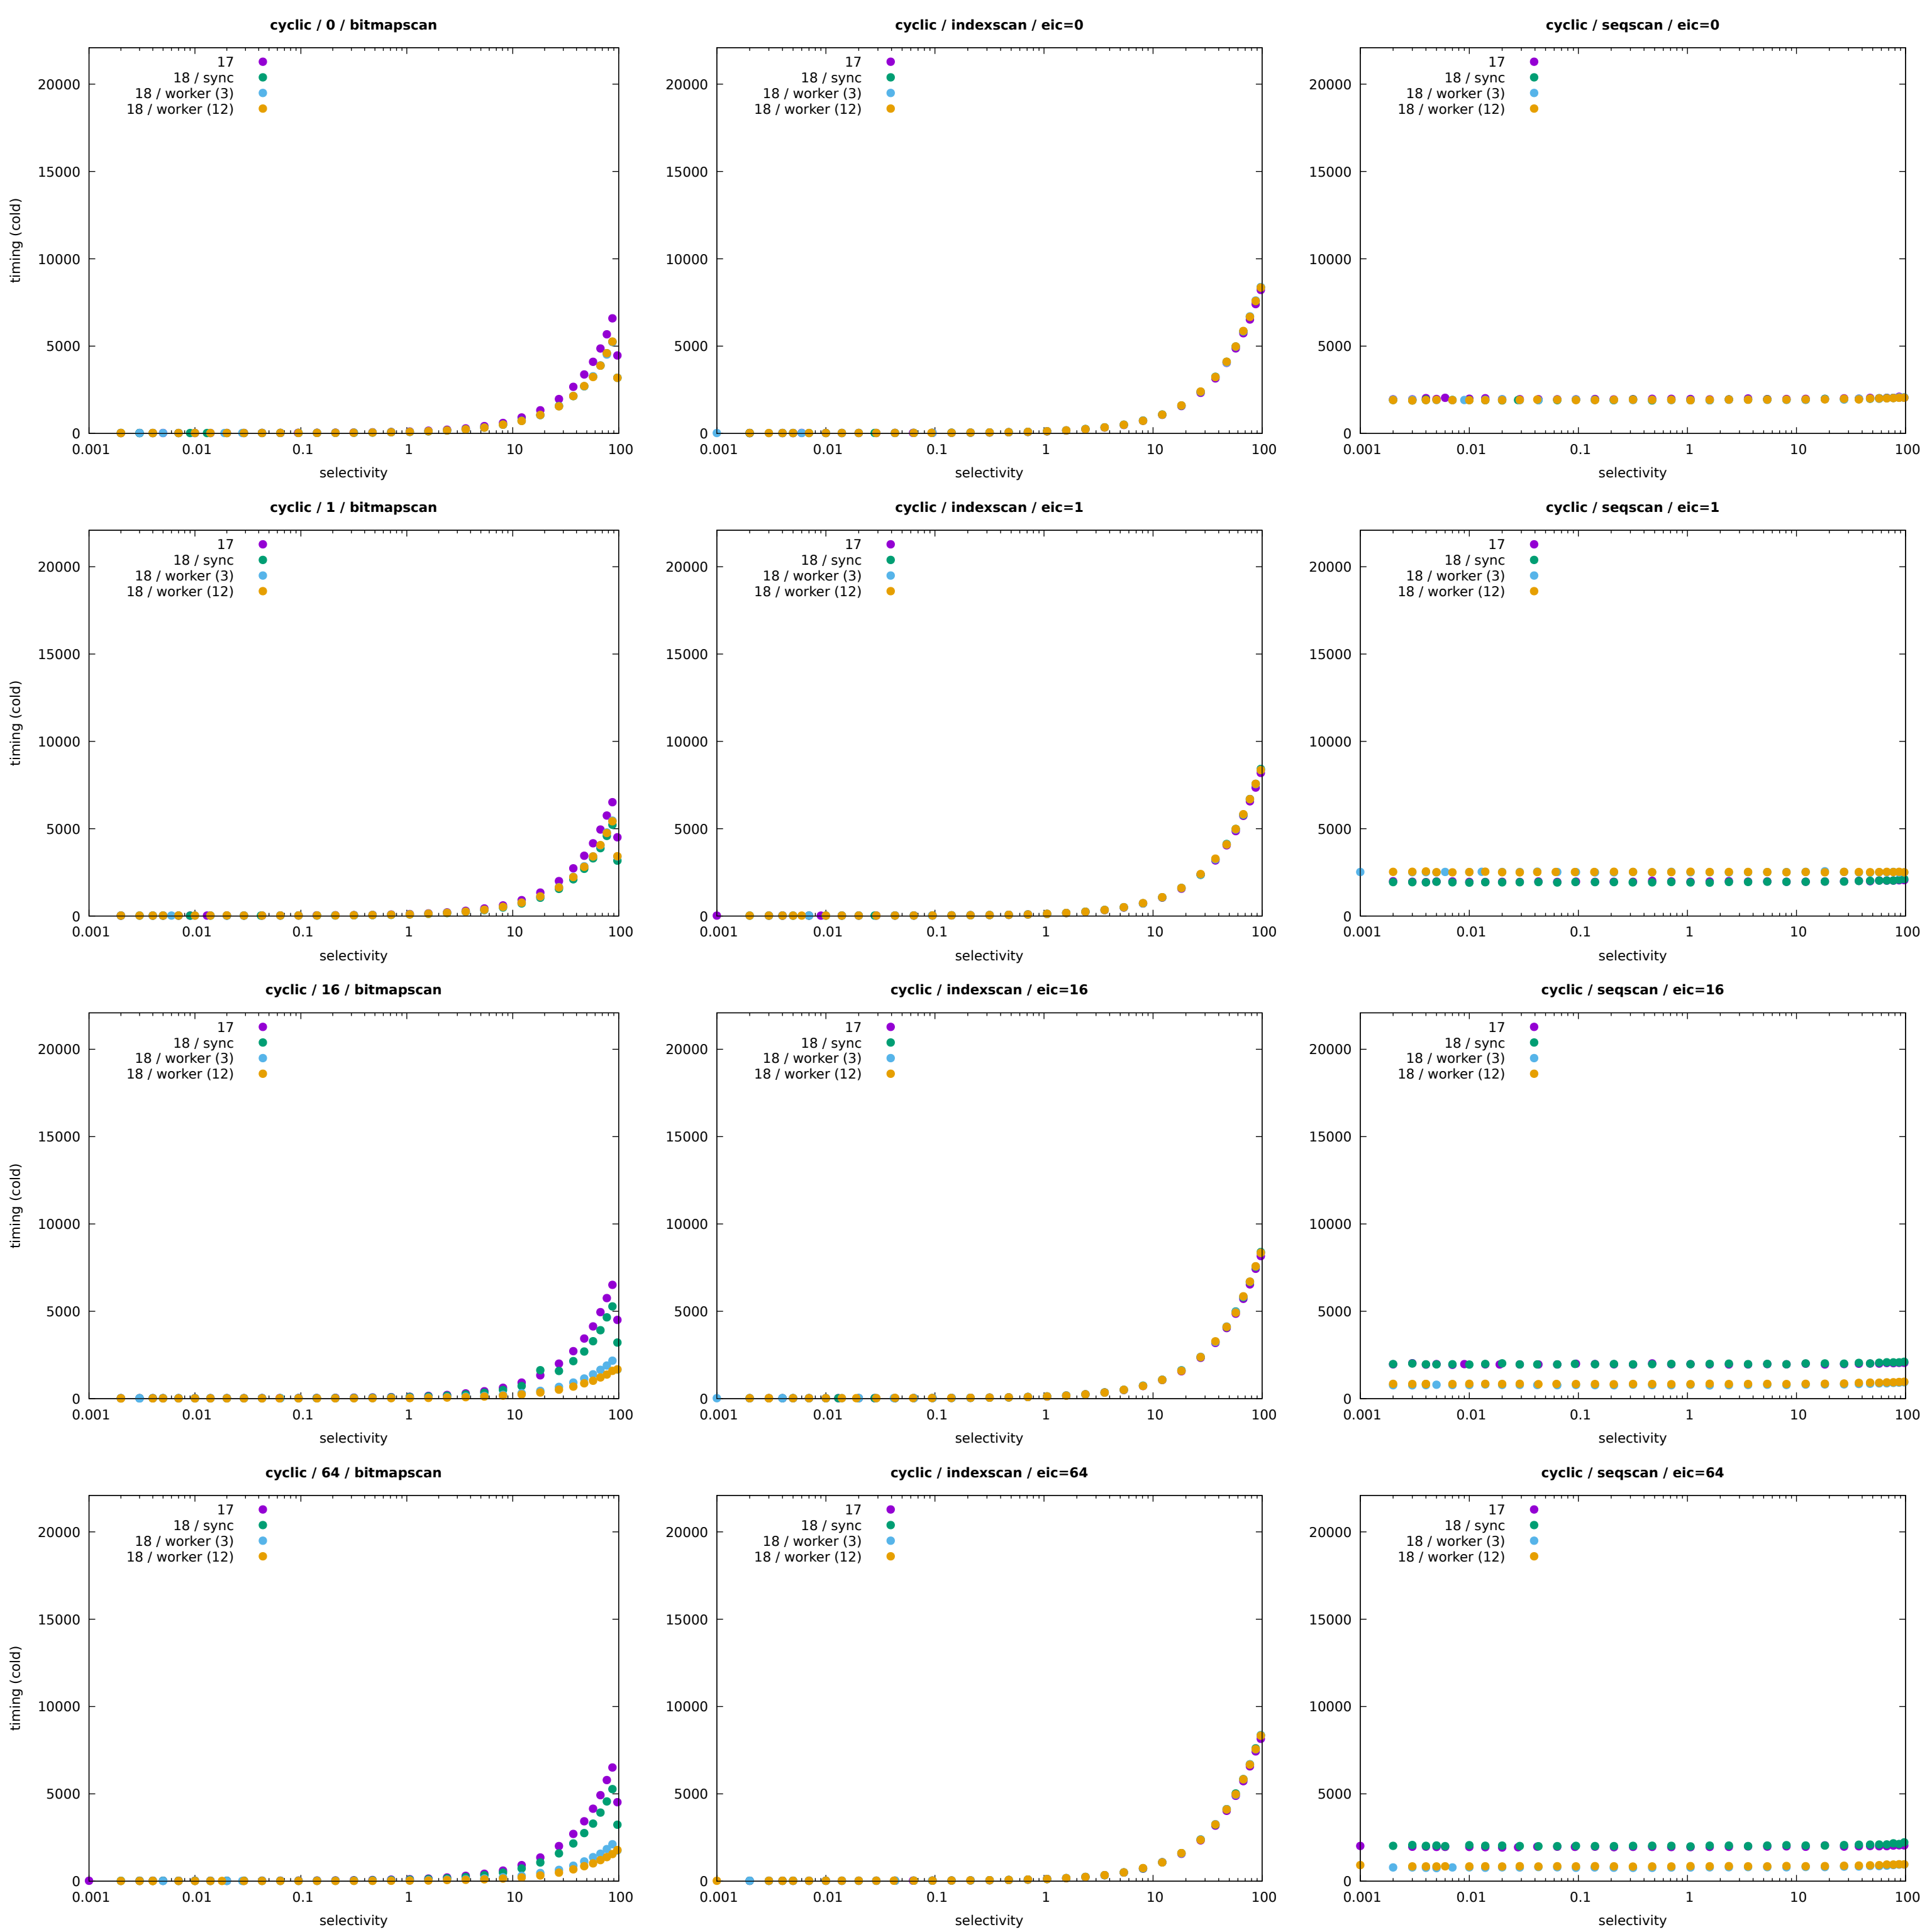 cyclic / 0 / bitmapscan
timing (cold)
20000
15000
10000
5000
0
17
18 / sync
18 / worker (3)
18 / worker (12)
0.001 0.01 0.1 1 10 100
selectivity
cyclic / indexscan / eic=0
20000
15000
10000
5000
0
17
18 / sync
18 / worker (3)
18 / worker (12)
0.001 0.01 0.1 1 10 100
selectivity
cyclic / seqscan / eic=0
20000
15000
10000
5000
0
17
18 / sync
18 / worker (3)
18 / worker (12)
0.001 0.01 0.1 1 10 100
selectivity
cyclic / 1 / bitmapscan
timing (cold)
20000
15000
10000
5000
0
17
18 / sync
18 / worker (3)
18 / worker (12)
0.001 0.01 0.1 1 10 100
selectivity
cyclic / indexscan / eic=1
20000
15000
10000
5000
0
17
18 / sync
18 / worker (3)
18 / worker (12)
0.001 0.01 0.1 1 10 100
selectivity
cyclic / seqscan / eic=1
20000
15000
10000
5000
0
17
18 / sync
18 / worker (3)
18 / worker (12)
0.001 0.01 0.1 1 10 100
selectivity
cyclic / 16 / bitmapscan
timing (cold)
20000
15000
10000
5000
0
17
18 / sync
18 / worker (3)
18 / worker (12)
0.001 0.01 0.1 1 10 100
selectivity
cyclic / indexscan / eic=16
20000
15000
10000
5000
0
17
18 / sync
18 / worker (3)
18 / worker (12)
0.001 0.01 0.1 1 10 100
selectivity
cyclic / seqscan / eic=16
20000
15000
10000
5000
0
17
18 / sync
18 / worker (3)
18 / worker (12)
0.001 0.01 0.1 1 10 100
selectivity
cyclic / 64 / bitmapscan
timing (cold)
20000
15000
10000
5000
0
17
18 / sync
18 / worker (3)
18 / worker (12)
0.001 0.01 0.1 1 10 100
selectivity
cyclic / indexscan / eic=64
20000
15000
10000
5000
0
17
18 / sync
18 / worker (3)
18 / worker (12)
0.001 0.01 0.1 1 10 100
selectivity
cyclic / seqscan / eic=64
20000
15000
10000
5000
0
17
18 / sync
18 / worker (3)
18 / worker (12)
0.001 0.01 0.1 1 10 100
selectivity